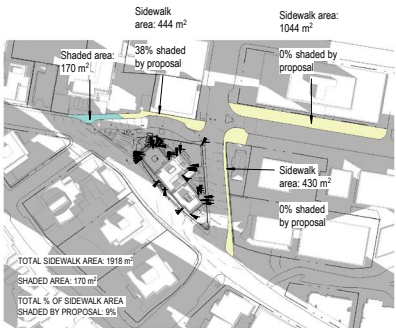 Sidewalk
area: 444 m²
38% shaded
by proposal
Sidewalk area:
1044 m²
0% shaded by
proposal
Shaded area:
170 m²
Sidewalk
area: 430 m²
0% shaded
by proposal
TOTAL SIDEWALK AREA: 1918 m²
SHADED AREA: 170 m²
TOTAL % OF SIDEWALK AREA
SHADED BY PROPOSAL: 9%